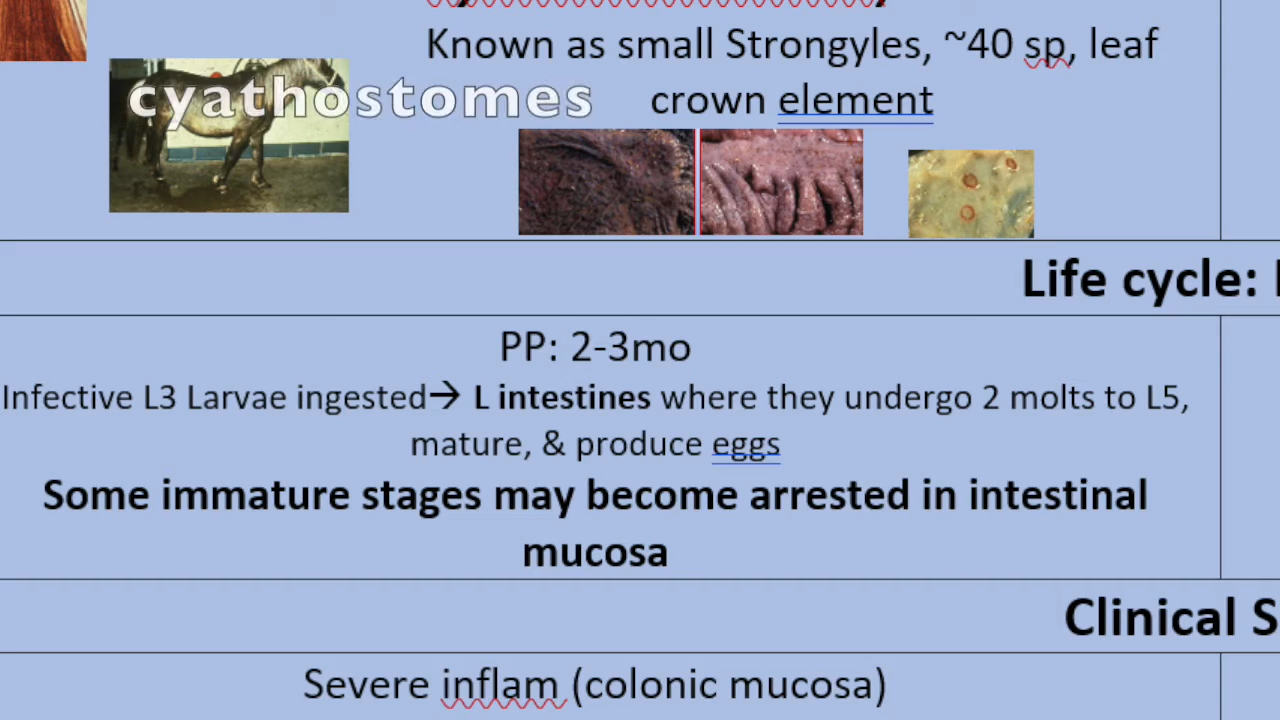 Known as small Strongyles, ~40 sp, leaf
crown element
cyathostomes
Life cycle:
PP: 2-3mo
Infective L3 Larvae ingested→ L intestines where they undergo 2 molts to L5,
mature, & produce eggs
Some immature stages may become arrested in intestinal
mucosa
Clinical S
Severe inflam (colonic mucosa)